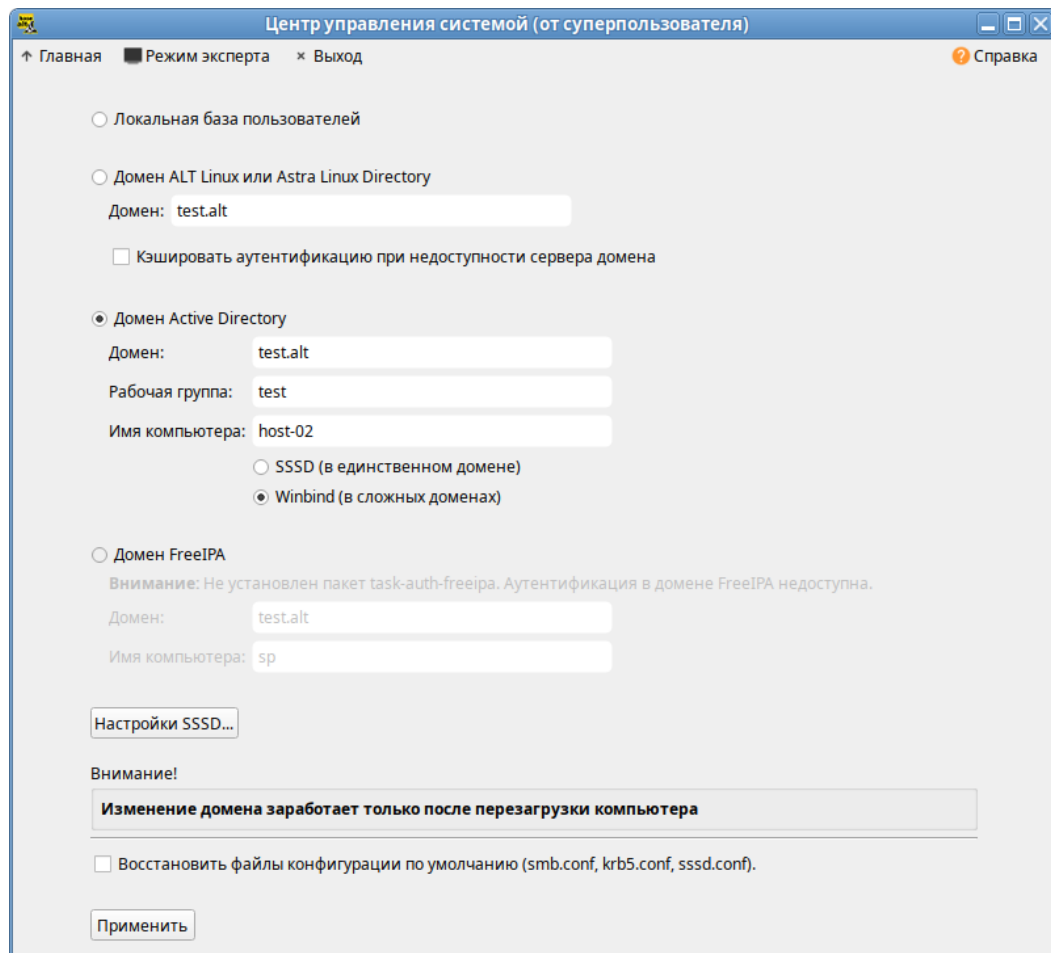 Центр управления системой (от суперпользователя)
Главная Режим эксперта × Выход Справка
Локальная база пользователей
Домен ALT Linux или Astra Linux Directory
Домен: test.alt
Кэшировать аутентификацию при недоступности сервера домена
Домен Active Directory
Домен: test.alt
Рабочая группа: test
Имя компьютера: host-02
SSSD (в единственном домене)
Winbind (в сложных доменах)
Домен FreeIPA
Внимание: Не установлен пакет task-auth-freeipa. Аутентификация в домене FreeIPA недоступна.
Домен: test.alt
Имя компьютера: sp
Настройки SSSD...
Внимание!
Изменение домена заработает только после перезагрузки компьютера
Восстановить файлы конфигурации по умолчанию (smb.conf, krb5.conf, sssd.conf).
Применить